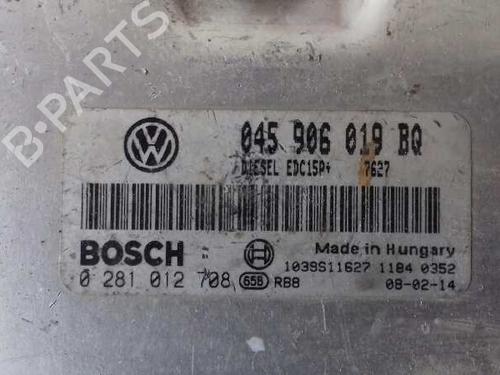 B-PARTS
045 906 019 BQ
DIESEL EDC15P+ 7627
BOSCH
Made in Hungary
0 281 012 708 658 RB8
1039S11627 1184 0352
08-02-14